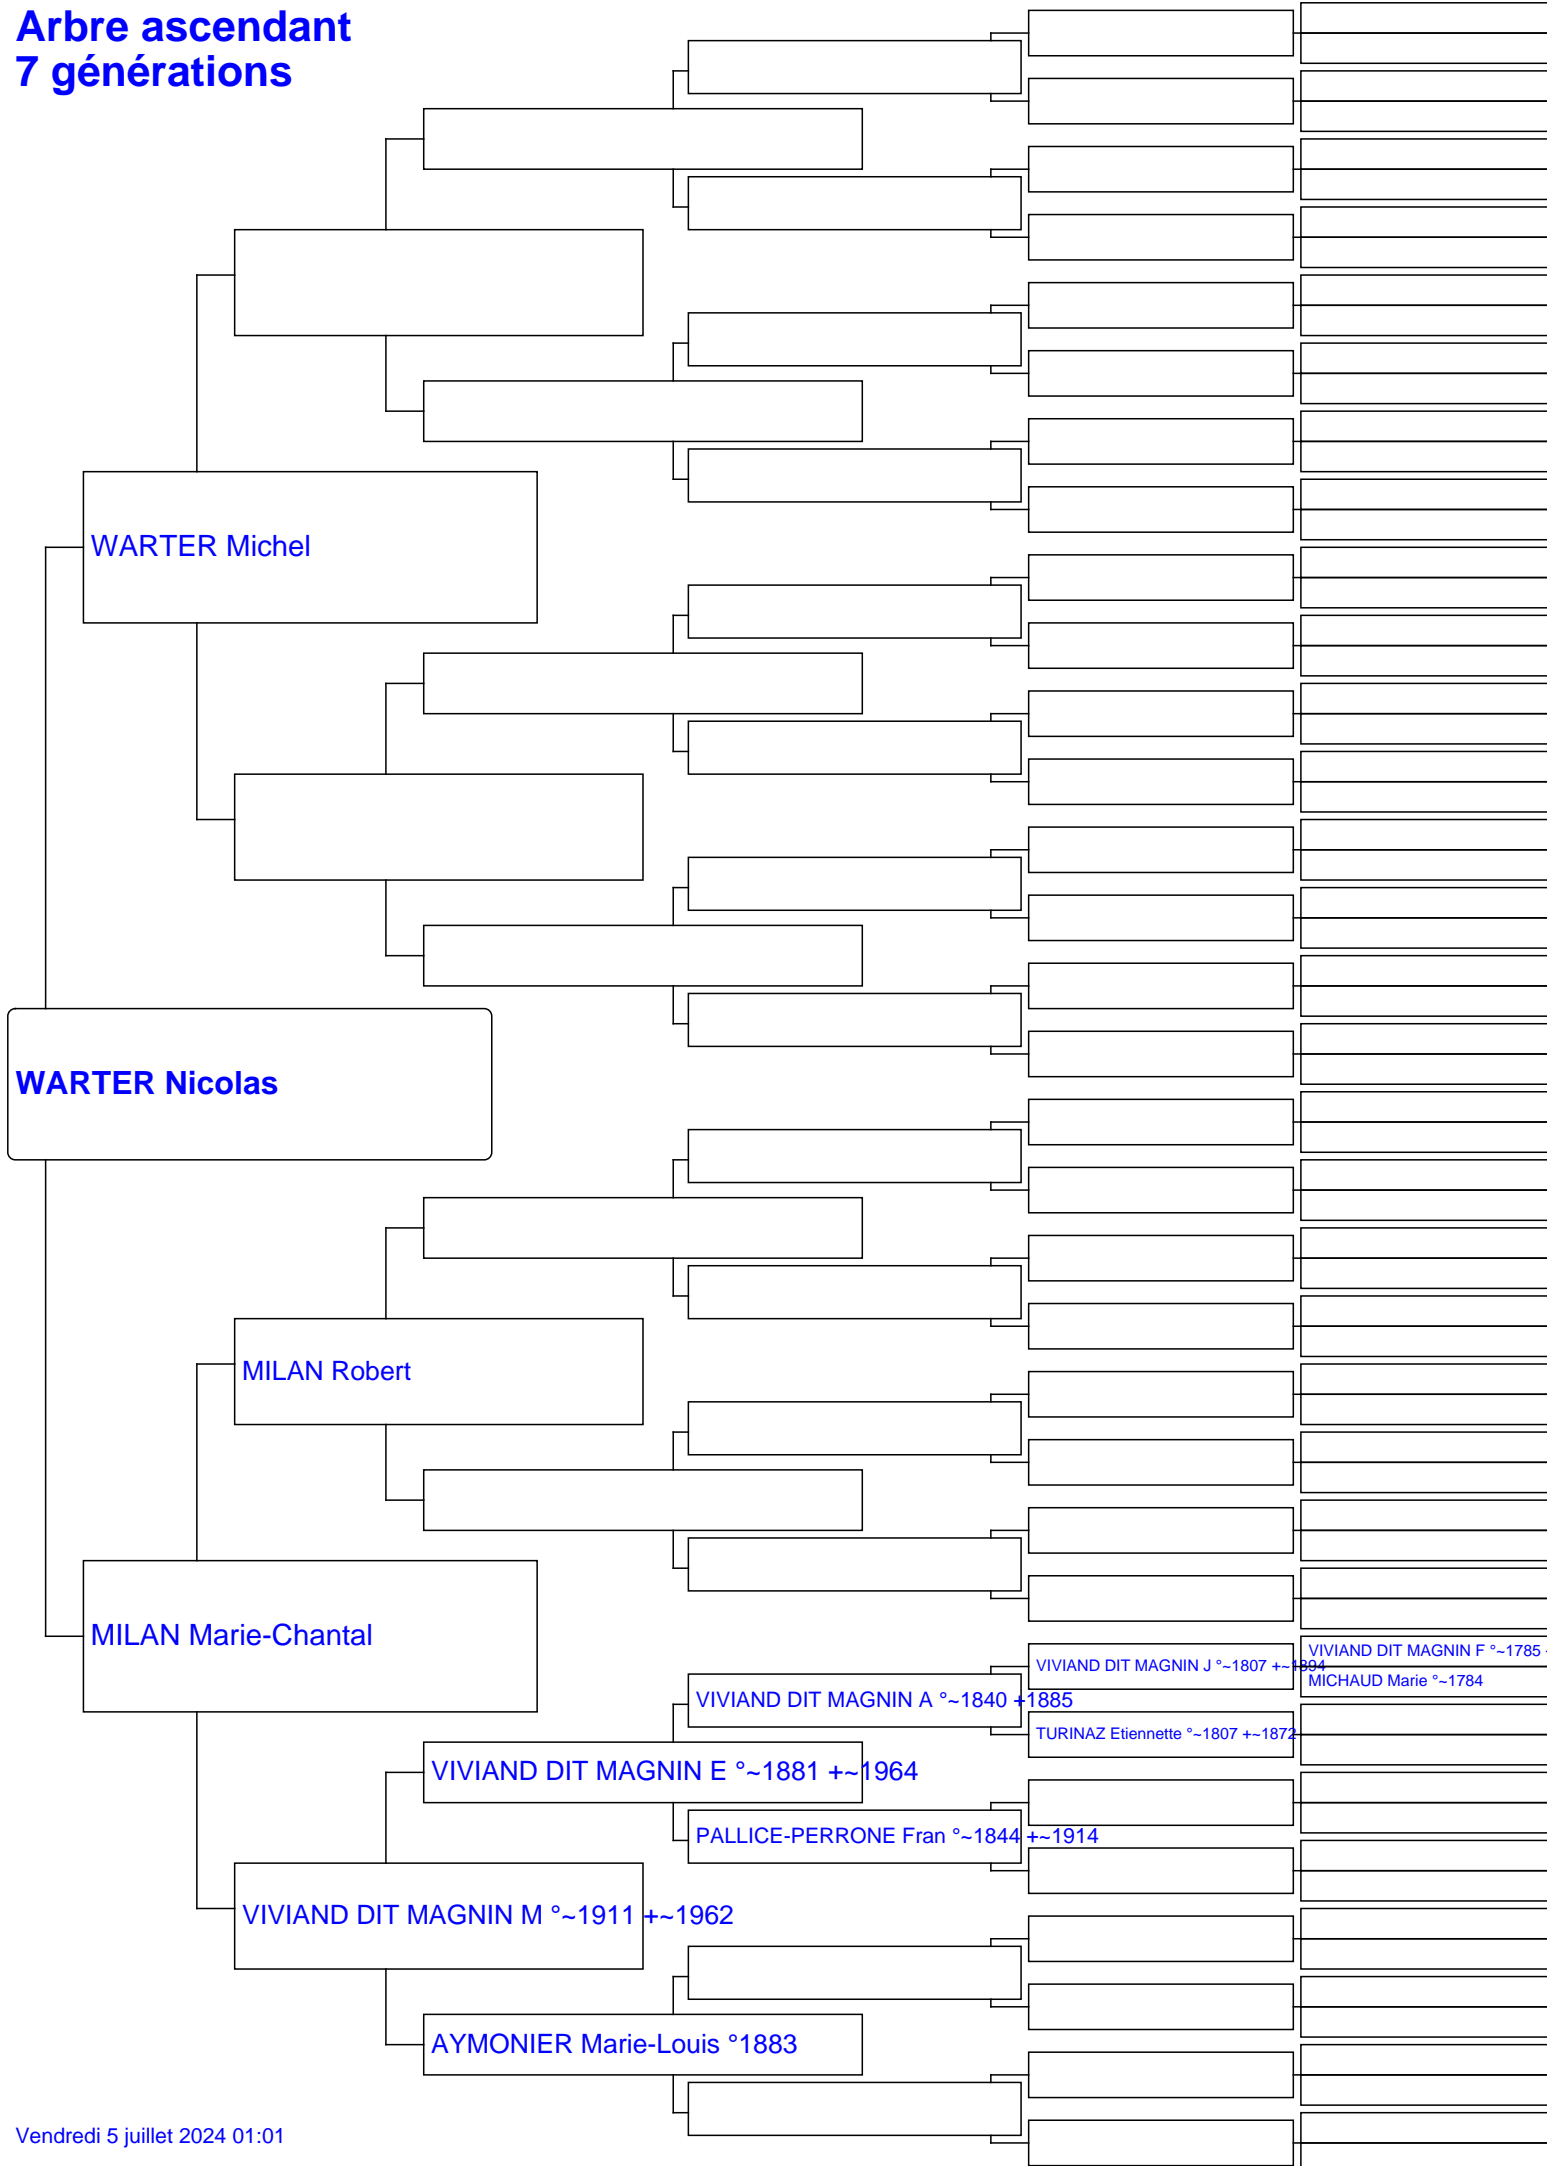 Arbre ascendant
7 générations
WARTER Michel
WARTER Nicolas
MILAN Robert
MILAN Marie-Chantal
VIVIAND DIT MAGNIN F °~1785
VIVIAND DIT MAGNIN J °~1807 +~1894
MICHAUD Marie °~1784
VIVIAND DIT MAGNIN A °~1840 +1885
TURINAZ Etiennette °~1807 +~1872
VIVIAND DIT MAGNIN E °~1881 +~1964
PALLICE-PERRONE Fran °~1844 +~1914
VIVIAND DIT MAGNIN M °~1911 +~1962
AYMONIER Marie-Louis °1883
Vendredi 5 juillet 2024 01:01